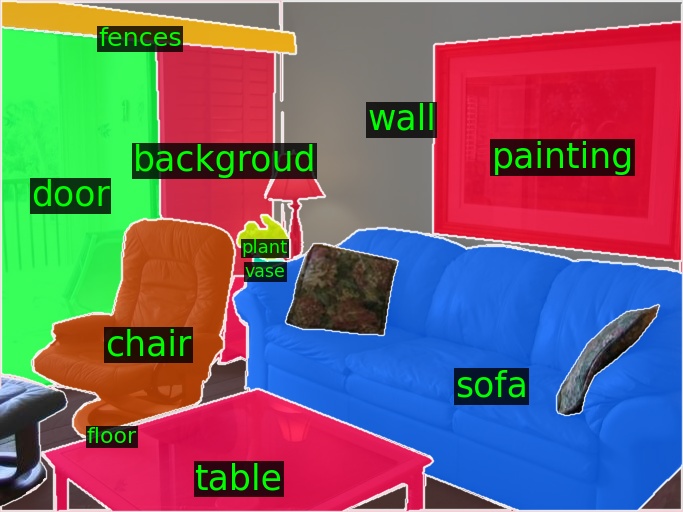 fences
wall
backgroud
painting
door
plant
vase
chair
sofa
floor
table